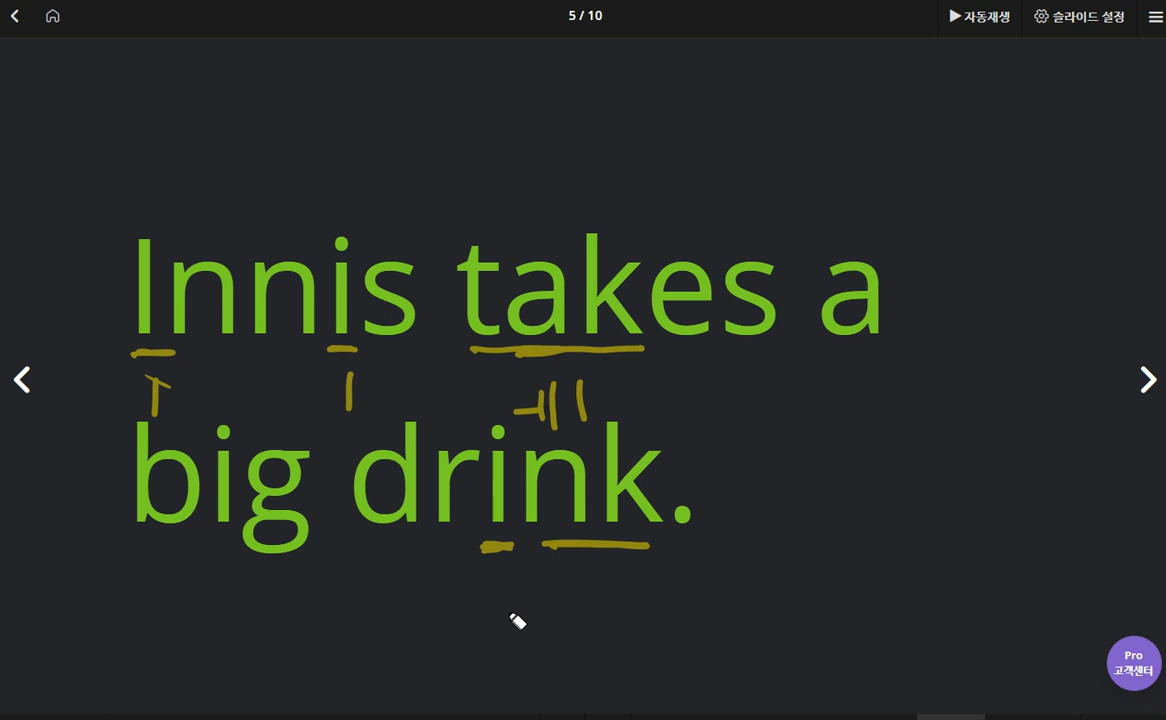 5 / 10
▶ 자동재생
슬라이드 설정
Innis takes a
ㅣ ㅔㅣ
big drink.
Pro
고객센터